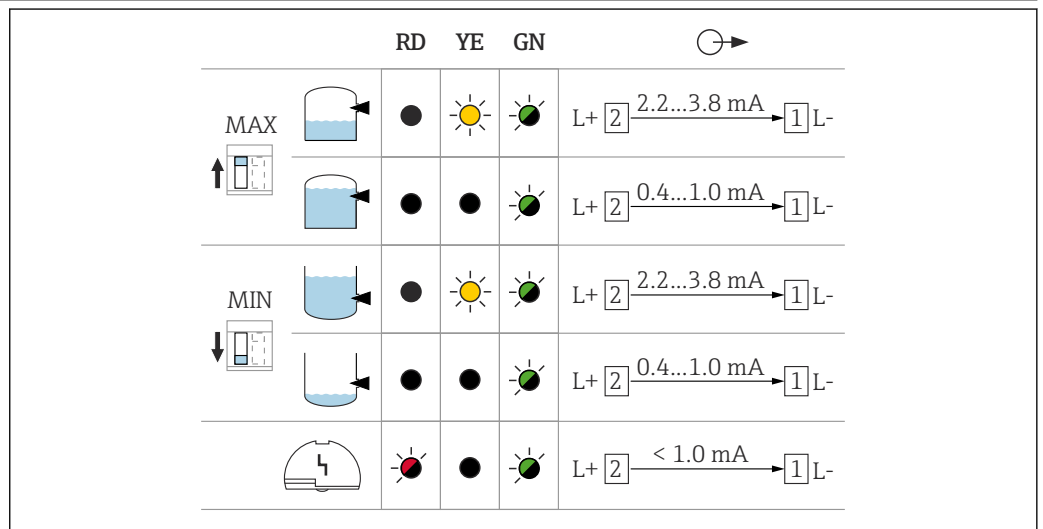 RD YE GN
MAX
L+ 2 2.2...3.8 mA 1 L-
L+ 2 0.4...1.0 mA 1 L-
MIN
L+ 2 2.2...3.8 mA 1 L-
L+ 2 0.4...1.0 mA 1 L-
L+ 2 < 1.0 mA 1 L-